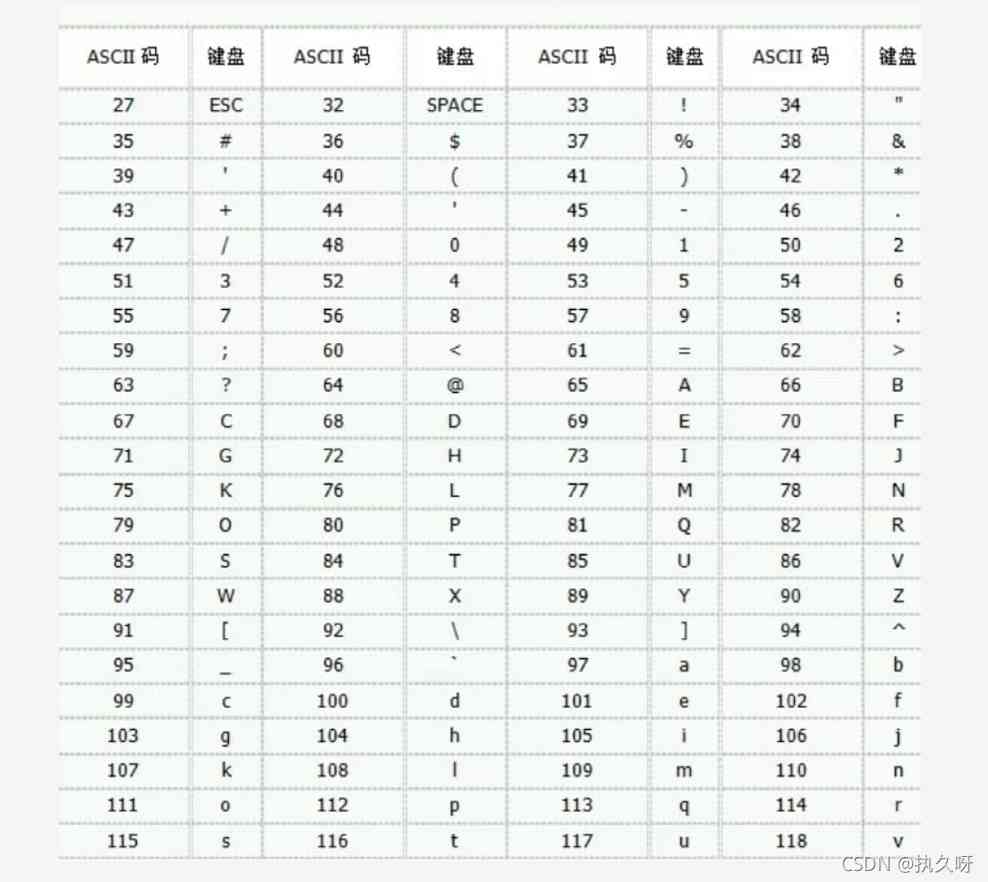 ASCII 码 键盘 ASCII 码 键盘 ASCII 码 键盘 ASCII 码 键盘
27 ESC 32 SPACE 33 ! 34 "
35 # 36 $ 37 % 38 &
39 ' 40 ( 41 ) 42 *
43 + 44 ' 45 - 46 .
47 / 48 0 49 1 50 2
51 3 52 4 53 5 54 6
55 7 56 8 57 9 58 :
59 ; 60 < 61 = 62 >
63 ? 64 @ 65 A 66 B
67 C 68 D 69 E 70 F
71 G 72 H 73 I 74 J
75 K 76 L 77 M 78 N
79 O 80 P 81 Q 82 R
83 S 84 T 85 U 86 V
87 W 88 X 89 Y 90 Z
91 [ 92 \ 93 ] 94 ^
95 _ 96 ` 97 a 98 b
99 c 100 d 101 e 102 f
103 g 104 h 105 i 106 j
107 k 108 l 109 m 110 n
111 o 112 p 113 q 114 r
115 s 116 t 117 u 118 v
CSDN @执久呀